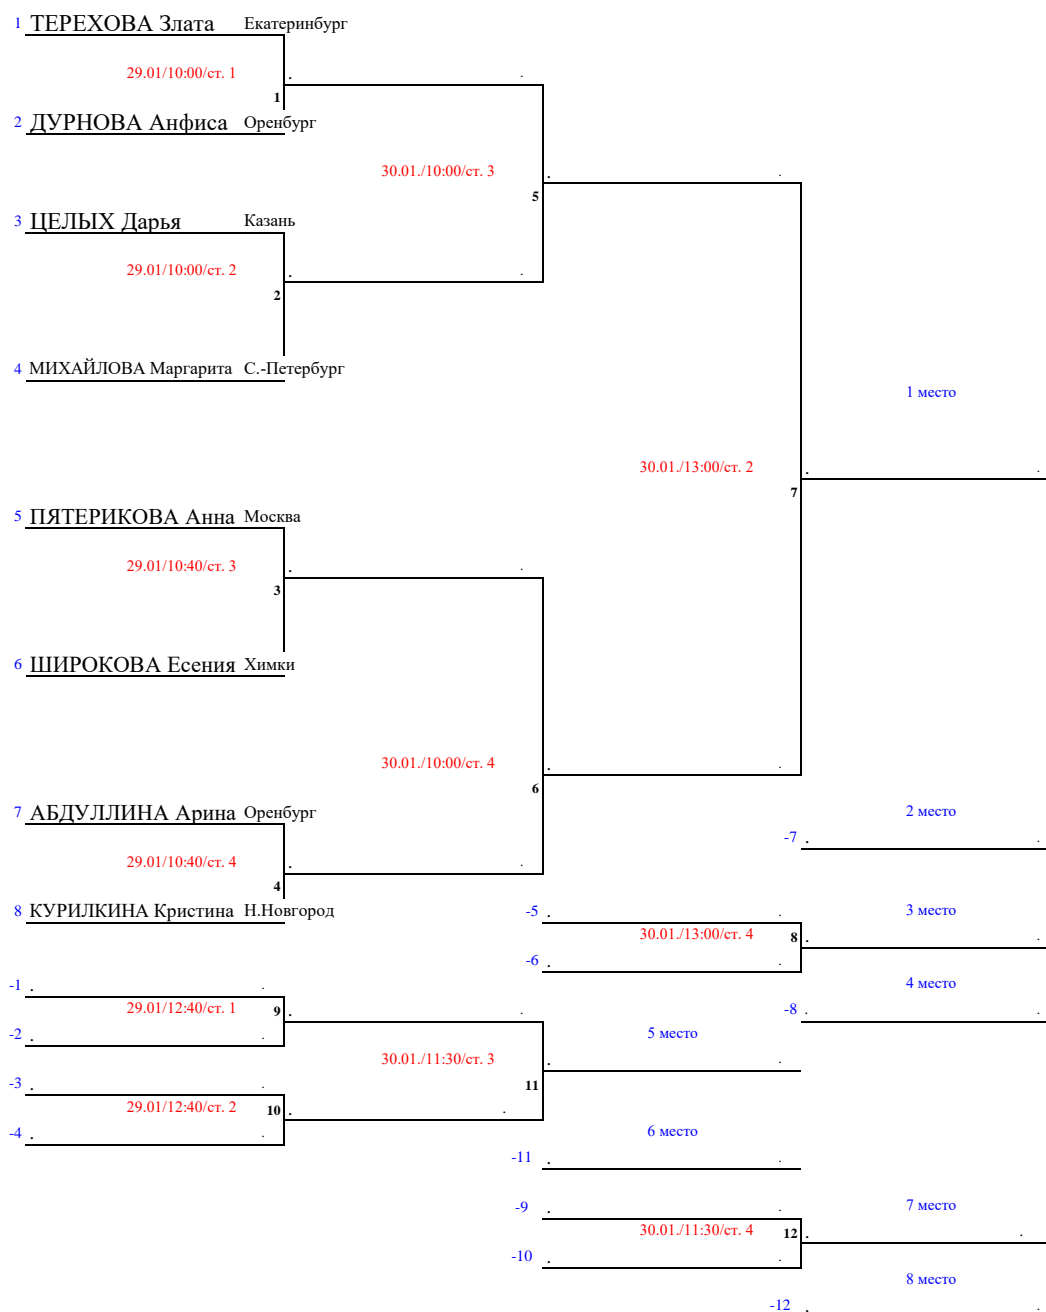 1 ТЕРЕХОВА Злата Екатеринбург
29.01/10:00/ст. 1 . .
1
2 ДУРНОВА Анфиса Оренбург
30.01./10:00/ст. 3 . .
5
3 ЦЕЛЫХ Дарья Казань
29.01/10:00/ст. 2 . .
2
4 МИХАЙЛОВА Маргарита С.-Петербург
1 место
30.01./13:00/ст. 2 . .
7
5 ПЯТЕРИКОВА Анна Москва
29.01/10:40/ст. 3 . .
3
6 ШИРОКОВА Есения Химки
30.01./10:00/ст. 4 . .
6
7 АБДУЛЛИНА Арина Оренбург
2 место
-7 . .
29.01/10:40/ст. 4 . .
4
8 КУРИЛКИНА Кристина Н.Новгород
-5 . .
3 место
30.01./13:00/ст. 4 8 . .
-6 . .
4 место
-1 . .
29.01/12:40/ст. 1 9 . .
-8 . .
-2 . .
5 место
30.01./11:30/ст. 3 . .
11
-3 . .
29.01/12:40/ст. 2 10 . .
-4 . .
6 место
-11 . .
-9 . .
7 место
30.01./11:30/ст. 4 12 . .
-10 . .
8 место
-12 . .